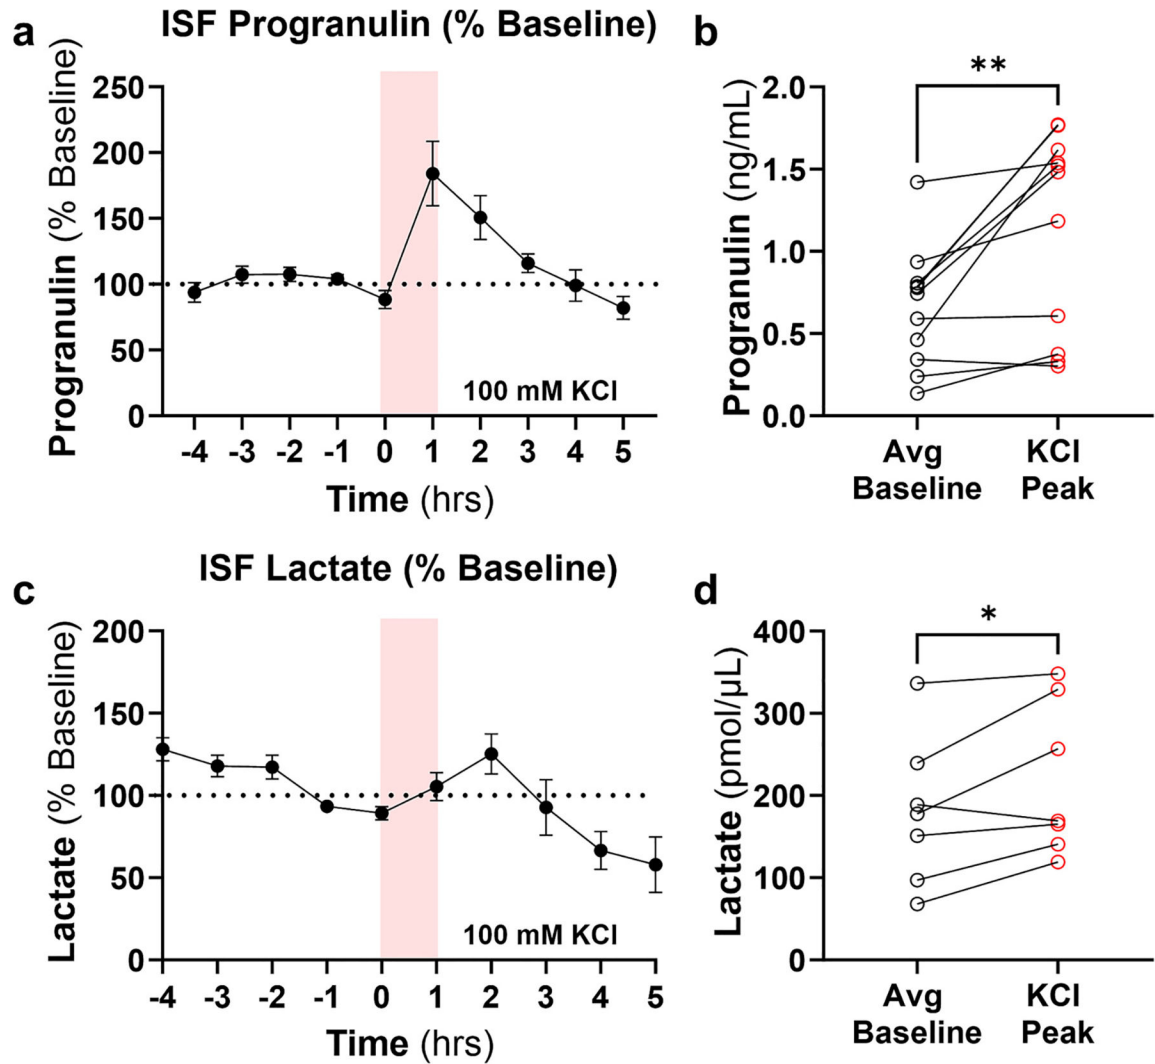 a
ISF Progranulin (% Baseline)
Progranulin (% Baseline)
250
200
150
100
50
0
100 mM KCl
-4 -3 -2 -1 0 1 2 3 4 5
Time (hrs)
b
**
Progranulin (ng/mL)
2.0
1.5
1.0
0.5
0.0
Avg Baseline
KCl Peak
c
ISF Lactate (% Baseline)
Lactate (% Baseline)
200
150
100
50
0
100 mM KCl
-4 -3 -2 -1 0 1 2 3 4 5
Time (hrs)
d
*
Lactate (pmol/µL)
400
300
200
100
0
Avg Baseline
KCl Peak